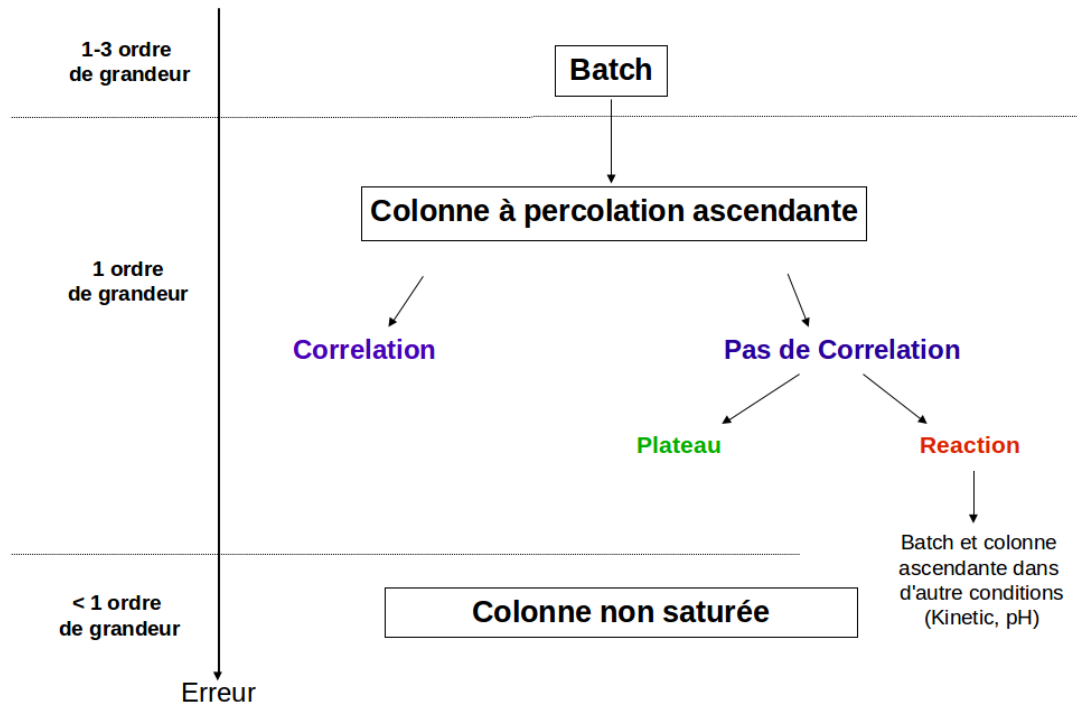 1-3 ordre
de grandeur
Batch
Colonne à percolation ascendante
1 ordre
de grandeur
Correlation
Pas de Correlation
Plateau
Reaction
Batch et colonne
ascendante dans
d'autre conditions
(Kinetic, pH)
< 1 ordre
de grandeur
Colonne non saturée
Erreur